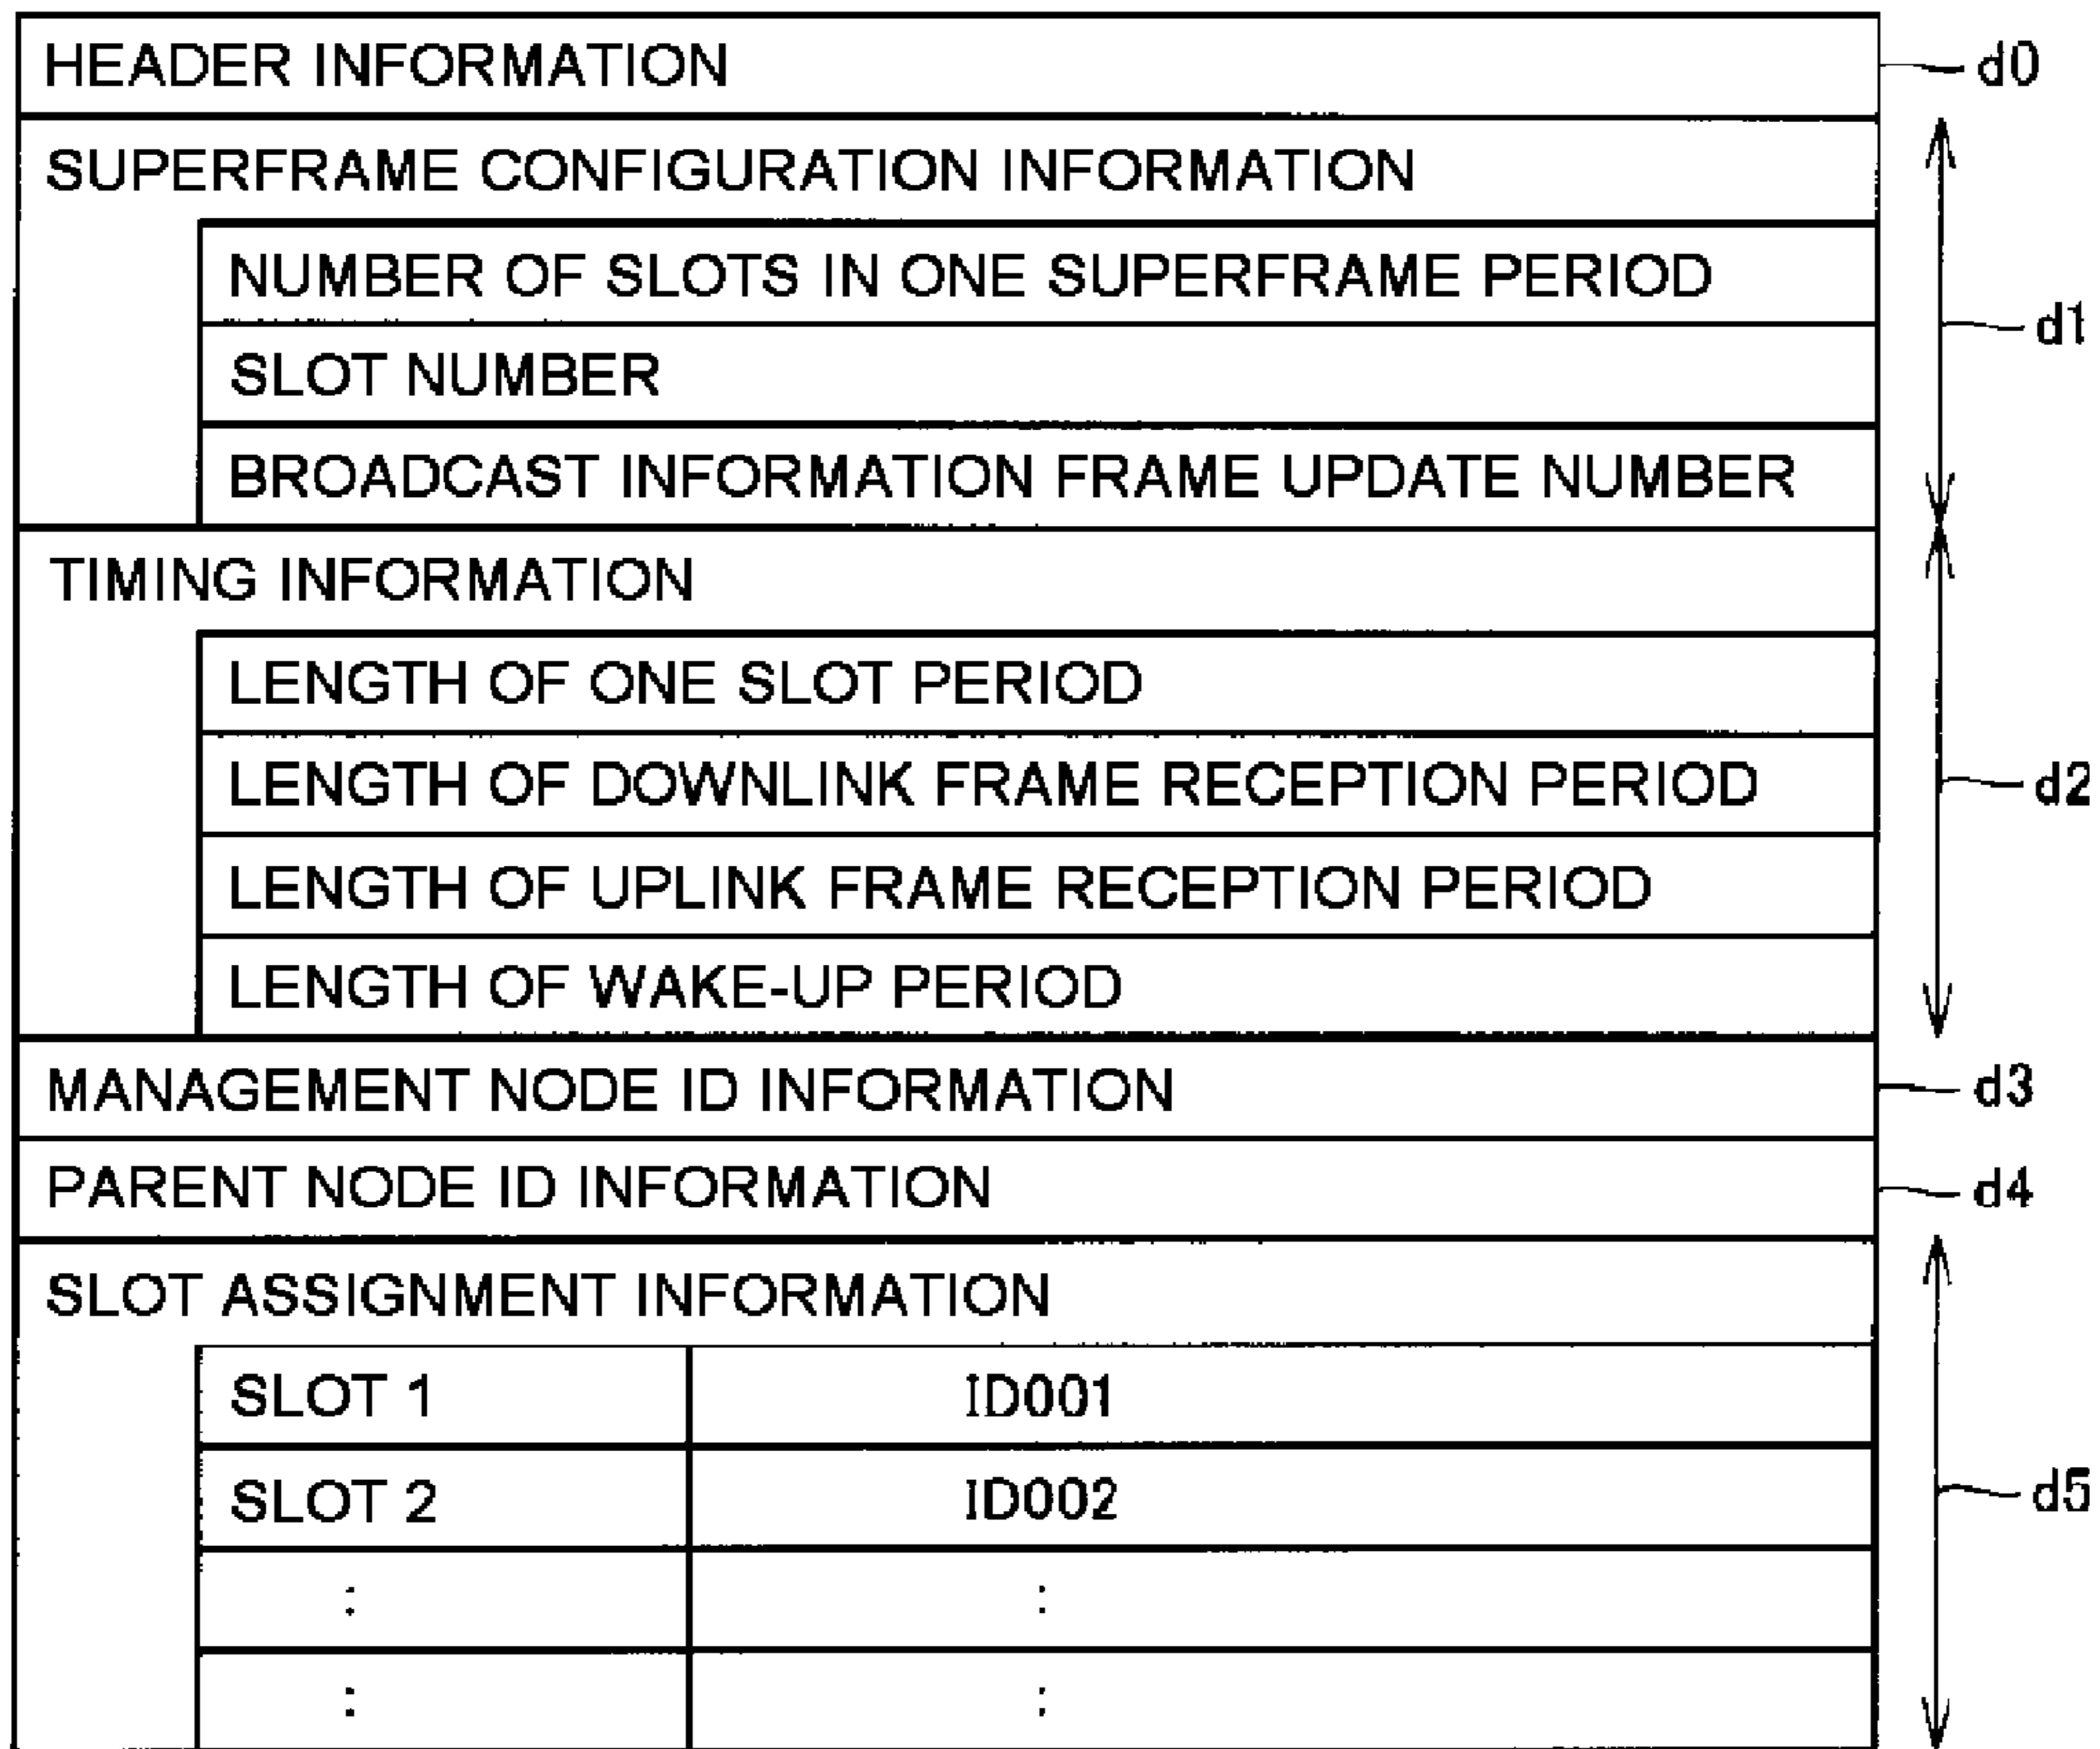 HEADER INFORMATION d0
SUPERFRAME CONFIGURATION INFORMATION
NUMBER OF SLOTS IN ONE SUPERFRAME PERIOD
d1
SLOT NUMBER
BROADCAST INFORMATION FRAME UPDATE NUMBER
TIMING INFORMATION
LENGTH OF ONE SLOT PERIOD
LENGTH OF DOWNLINK FRAME RECEPTION PERIOD d2
LENGTH OF UPLINK FRAME RECEPTION PERIOD
LENGTH OF WAKE-UP PERIOD
MANAGEMENT NODE ID INFORMATION d3
PARENT NODE ID INFORMATION d4
SLOT ASSIGNMENT INFORMATION
SLOT 1 ID001
SLOT 2 ID002 d5
: :
: :